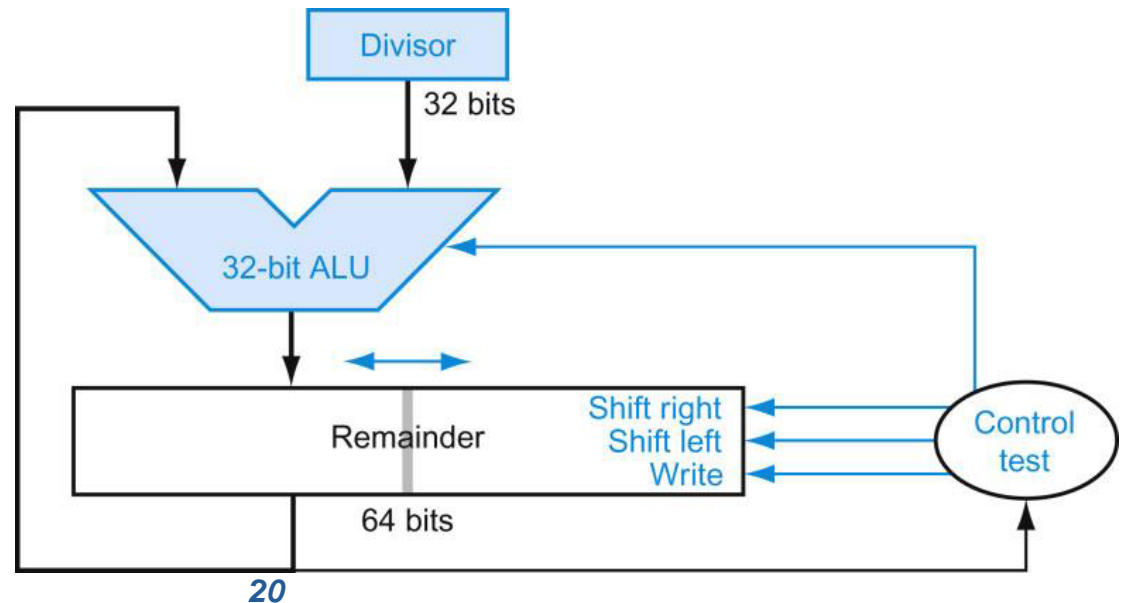 Divisor
32 bits
32-bit ALU
Remainder
Shift right
Shift left
Write
Control
test
64 bits
20